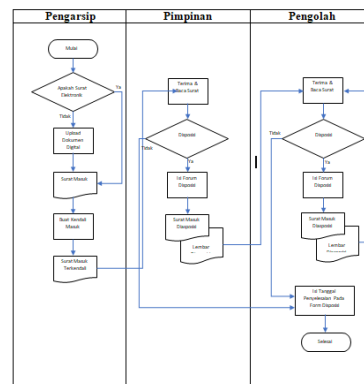 Pengarsip
Mulai
Apakah Surat
Elektronik
Ya
Tidak
Upload
Dokumen
Digital
Surat Masuk
Buat Kendali
Masuk
Surat Masuk
Terkendali
Pimpinan
Terima &
Baca Surat
Disposisi
Tidak
Ya
Isi Forum
Disposisi
Surat Masuk
Disposisi
Lembar
Pengolah
Terima &
Baca Surat
Disposisi
Tidak
Ya
Isi Forum
Disposisi
Surat Masuk
Disposisi
Lembar
Isi Tanggal
Penyelesaian Pada
Form Disposisi
Selesai